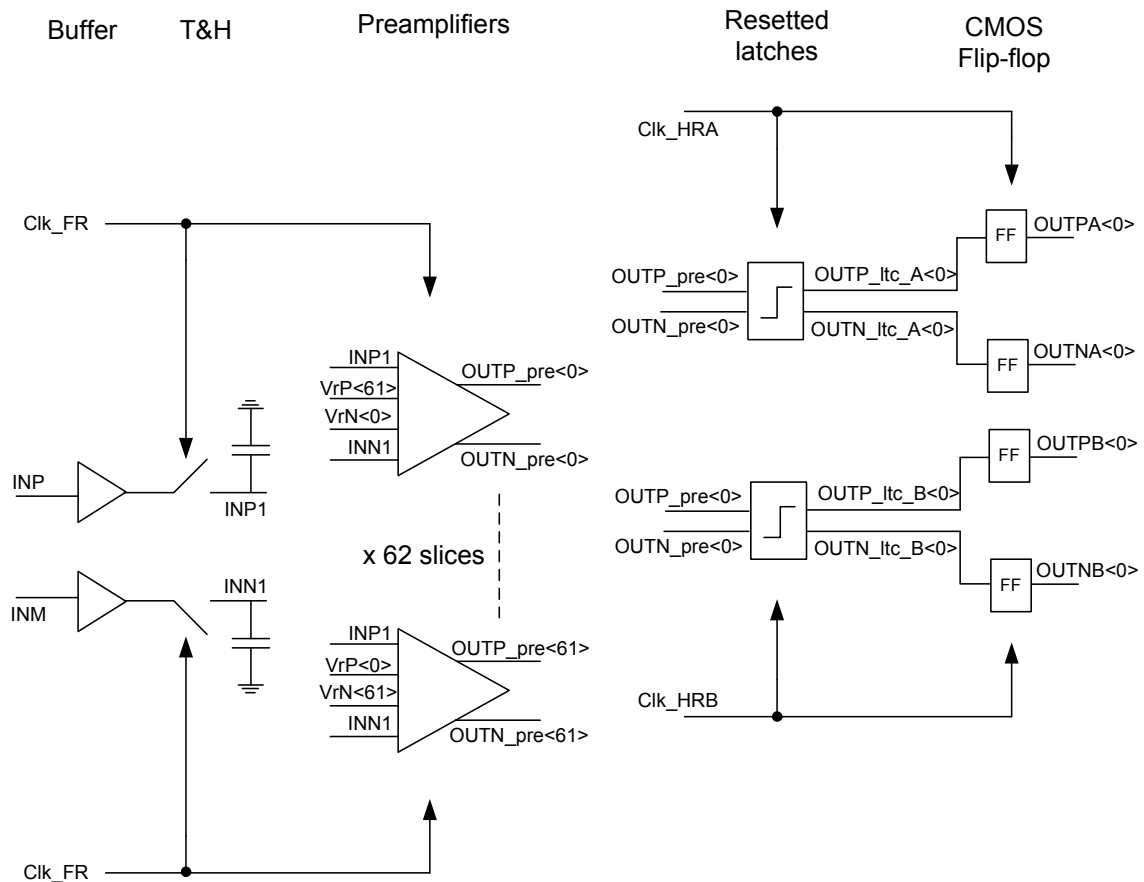 Buffer
T&H
Preamplifiers
Resetted
latches
CMOS
Flip-flop
Clk_HRA
Clk_FR
FF
OUTPA<0>
OUTP_pre<0>
OUTN_pre<0>
OUTP_ltc_A<0>
OUTN_ltc_A<0>
FF
OUTNA<0>
INP1
VrP<61>
VrN<0>
INN1
OUTP_pre<0>
OUTN_pre<0>
INP
INP1
FF
OUTPB<0>
OUTP_pre<0>
OUTN_pre<0>
OUTP_ltc_B<0>
OUTN_ltc_B<0>
FF
OUTNB<0>
x 62 slices
INM
INN1
INP1
VrP<0>
VrN<61>
INN1
OUTP_pre<61>
OUTN_pre<61>
Clk_HRB
Clk_FR